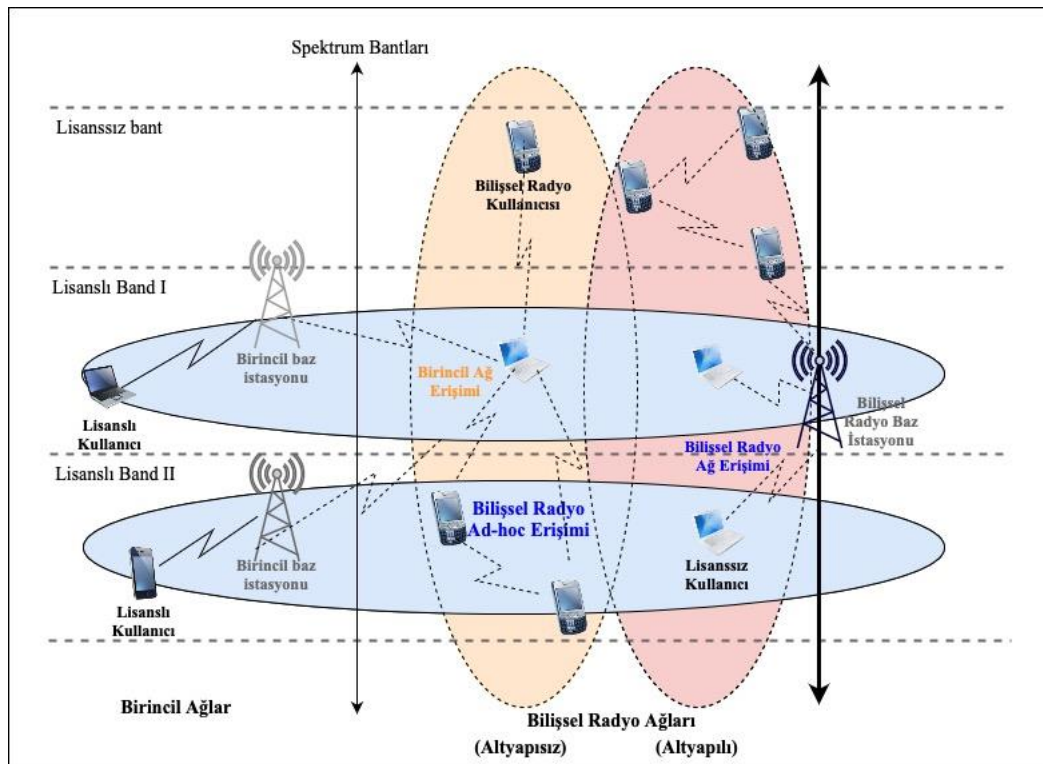 Spektrum Bantları
Lisanssız bant
Bilişsel Radyo
Kullanıcısı
Lisanslı Band I
Birincil baz
istasyonu
Birincil Ağ
Erişimi
Lisanslı
Kullanıcı
Bilişsel
Radyo Baz
İstasyonu
Bilişsel Radyo
Ağ Erişimi
Lisanslı Band II
Bilişsel Radyo
Ad-hoc Erişimi
Birincil baz
istasyonu
Lisanssız
Kullanıcı
Lisanslı
Kullanıcı
Birincil Ağlar
Bilişsel Radyo Ağları
(Altyapısız)
(Altyapılı)